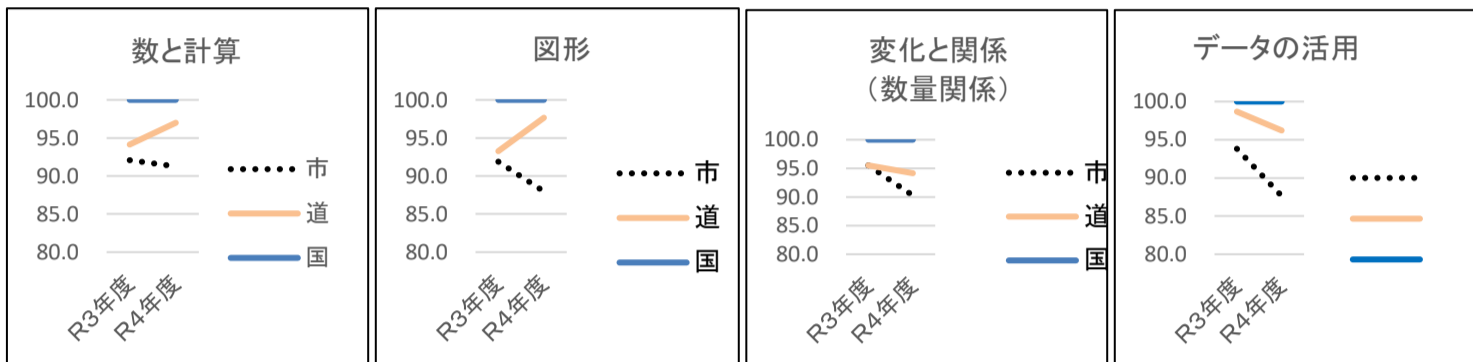 数と計算
100.0
95.0
90.0
85.0
80.0
R3年度
R4年度
市
道
国
図形
100.0
95.0
90.0
85.0
80.0
R3年度
R4年度
市
道
国
変化と関係
（数量関係）
100.0
95.0
90.0
85.0
80.0
R3年度
R4年度
市
道
国
データの活用
100.0
95.0
90.0
85.0
80.0
R3年度
R4年度